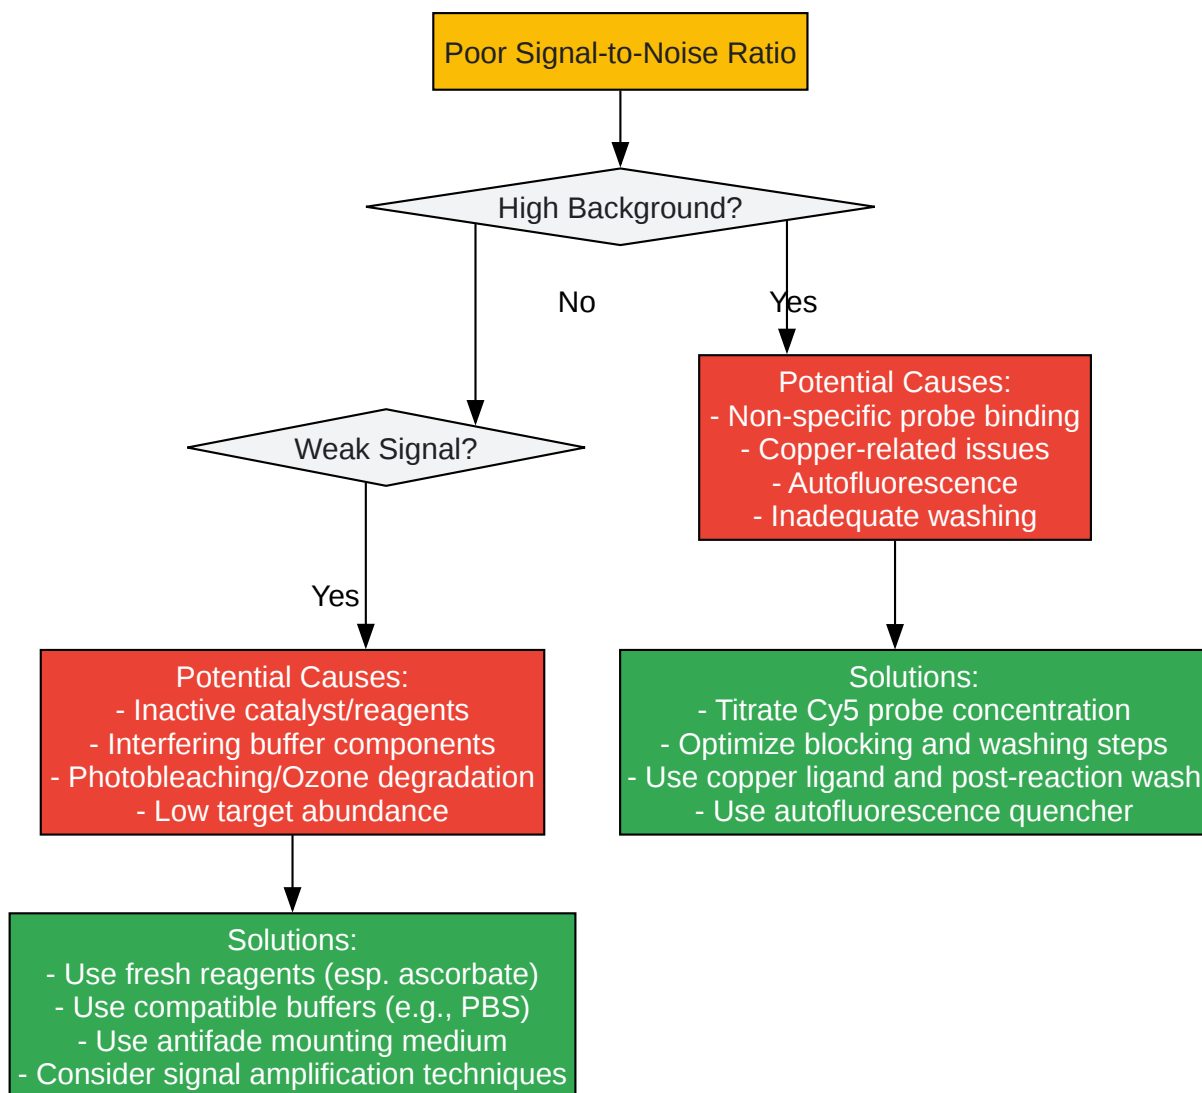 Poor Signal-to-Noise Ratio
High Background?
No
Yes
Potential Causes:
- Non-specific probe binding
- Copper-related issues
- Autofluorescence
- Inadequate washing
Weak Signal?
Yes
Potential Causes:
- Inactive catalyst/reagents
- Interfering buffer components
- Photobleaching/Ozone degradation
- Low target abundance
Solutions:
- Titrate Cy5 probe concentration
- Optimize blocking and washing steps
- Use copper ligand and post-reaction wash
- Use autofluorescence quencher
Solutions:
- Use fresh reagents (esp. ascorbate)
- Use compatible buffers (e.g., PBS)
- Use antifade mounting medium
- Consider signal amplification techniques